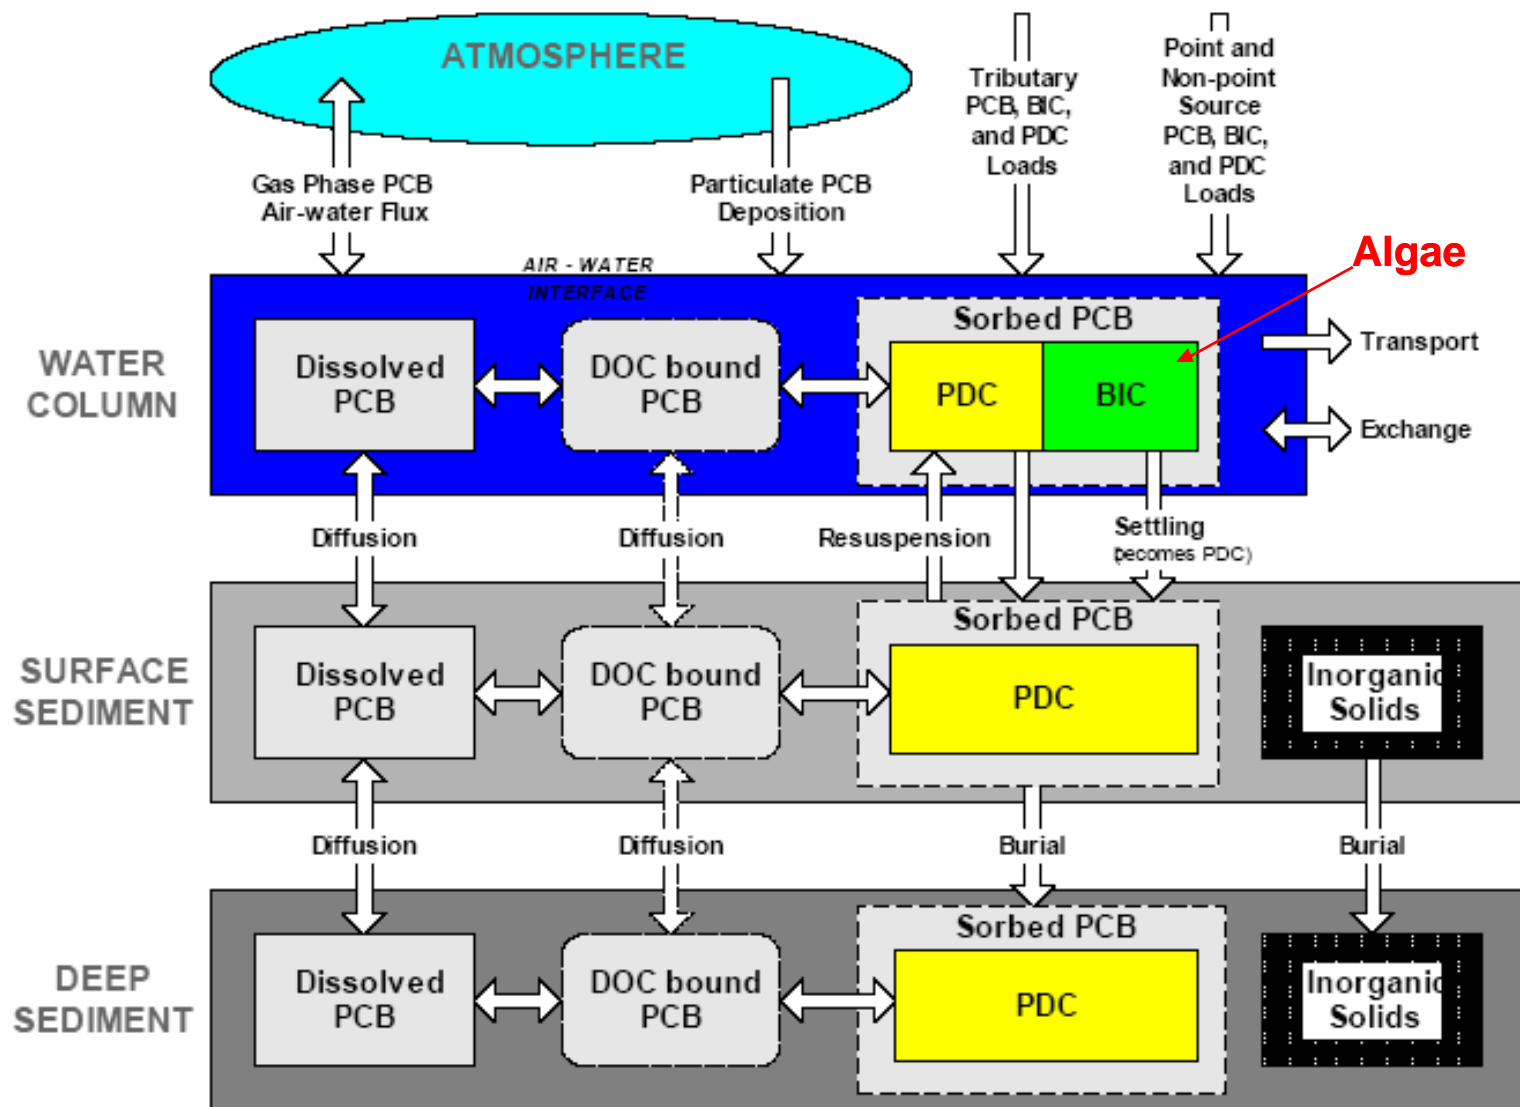 ATMOSPHERE
Gas Phase PCB
Air-water Flux
Particulate PCB
Deposition
Tributary
PCB, BIC,
and PDC
Loads
Point and
Non-point
Source
PCB, BIC,
and PDC
Loads
Algae
AIR - WATER
INTERFACE
WATER
COLUMN
Dissolved
PCB
DOC bound
PCB
Sorbed PCB
PDC
BIC
Transport
Exchange
Diffusion
Diffusion
Resuspension
Settling
(becomes PDC)
SURFACE
SEDIMENT
Dissolved
PCB
DOC bound
PCB
Sorbed PCB
PDC
Inorganic
Solids
Diffusion
Diffusion
Burial
Burial
DEEP
SEDIMENT
Dissolved
PCB
DOC bound
PCB
Sorbed PCB
PDC
Inorganic
Solids